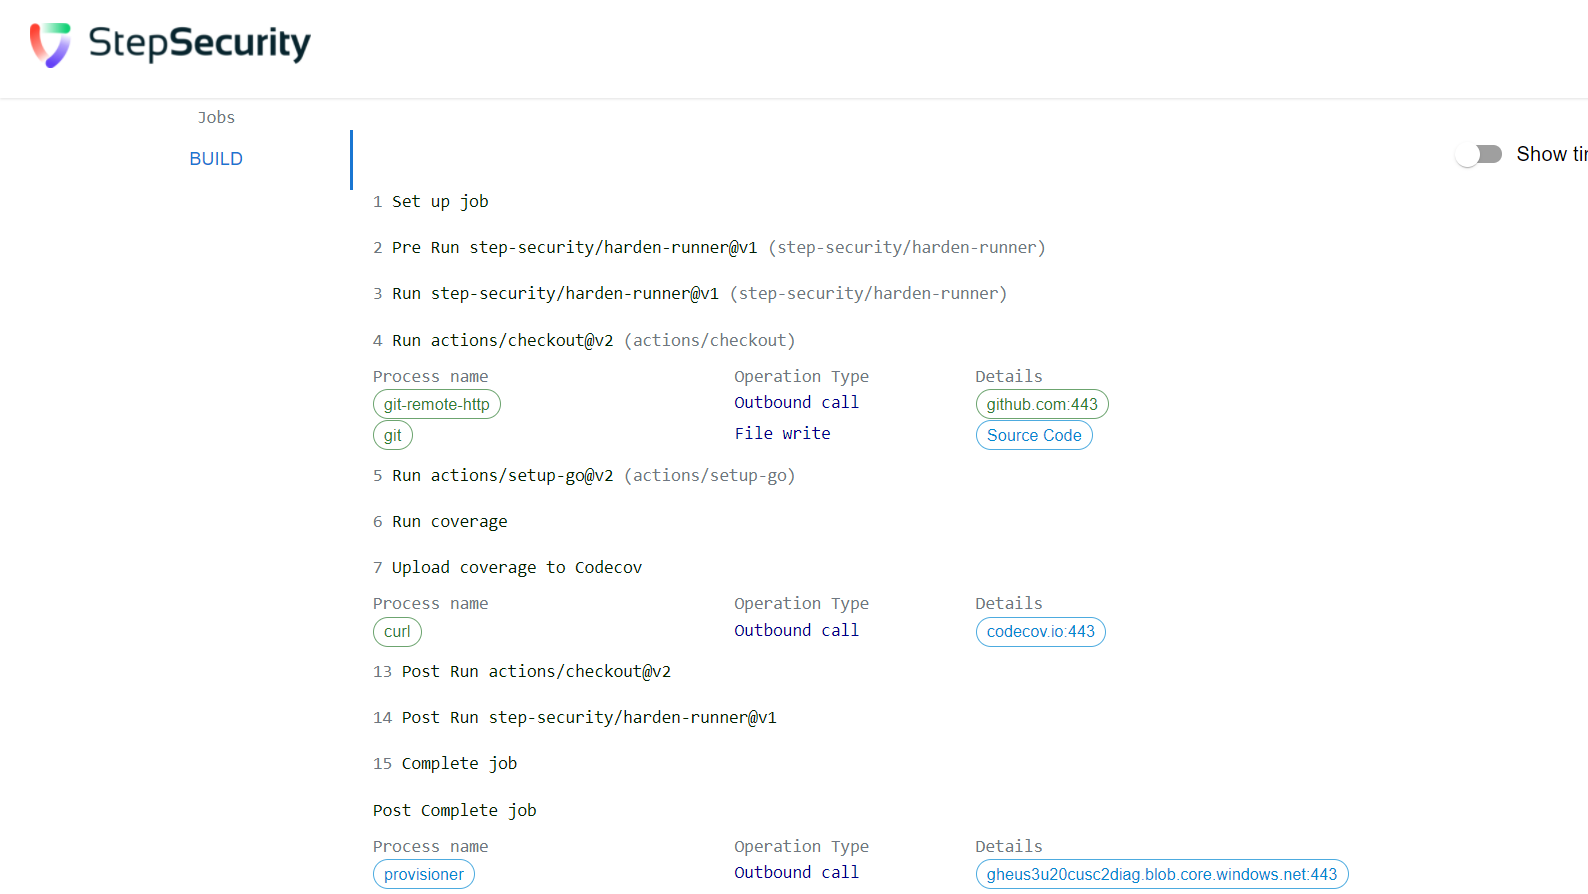 StepSecurity
Jobs
BUILD
Show
1 Set up job
2 Pre Run step-security/harden-runner@v1 (step-security/harden-runner)
3 Run step-security/harden-runner@v1 (step-security/harden-runner)
4 Run actions/checkout@v2 (actions/checkout)
Process name Operation Type Details
git-remote-http Outbound call github.com:443
git File write Source Code
5 Run actions/setup-go@v2 (actions/setup-go)
6 Run coverage
7 Upload coverage to Codecov
Process name Operation Type Details
curl Outbound call codecov.io:443
13 Post Run actions/checkout@v2
14 Post Run step-security/harden-runner@v1
15 Complete job
Post Complete job
Process name Operation Type Details
provisioner Outbound call gheus3u20cusc2diag.blob.core.windows.net:443